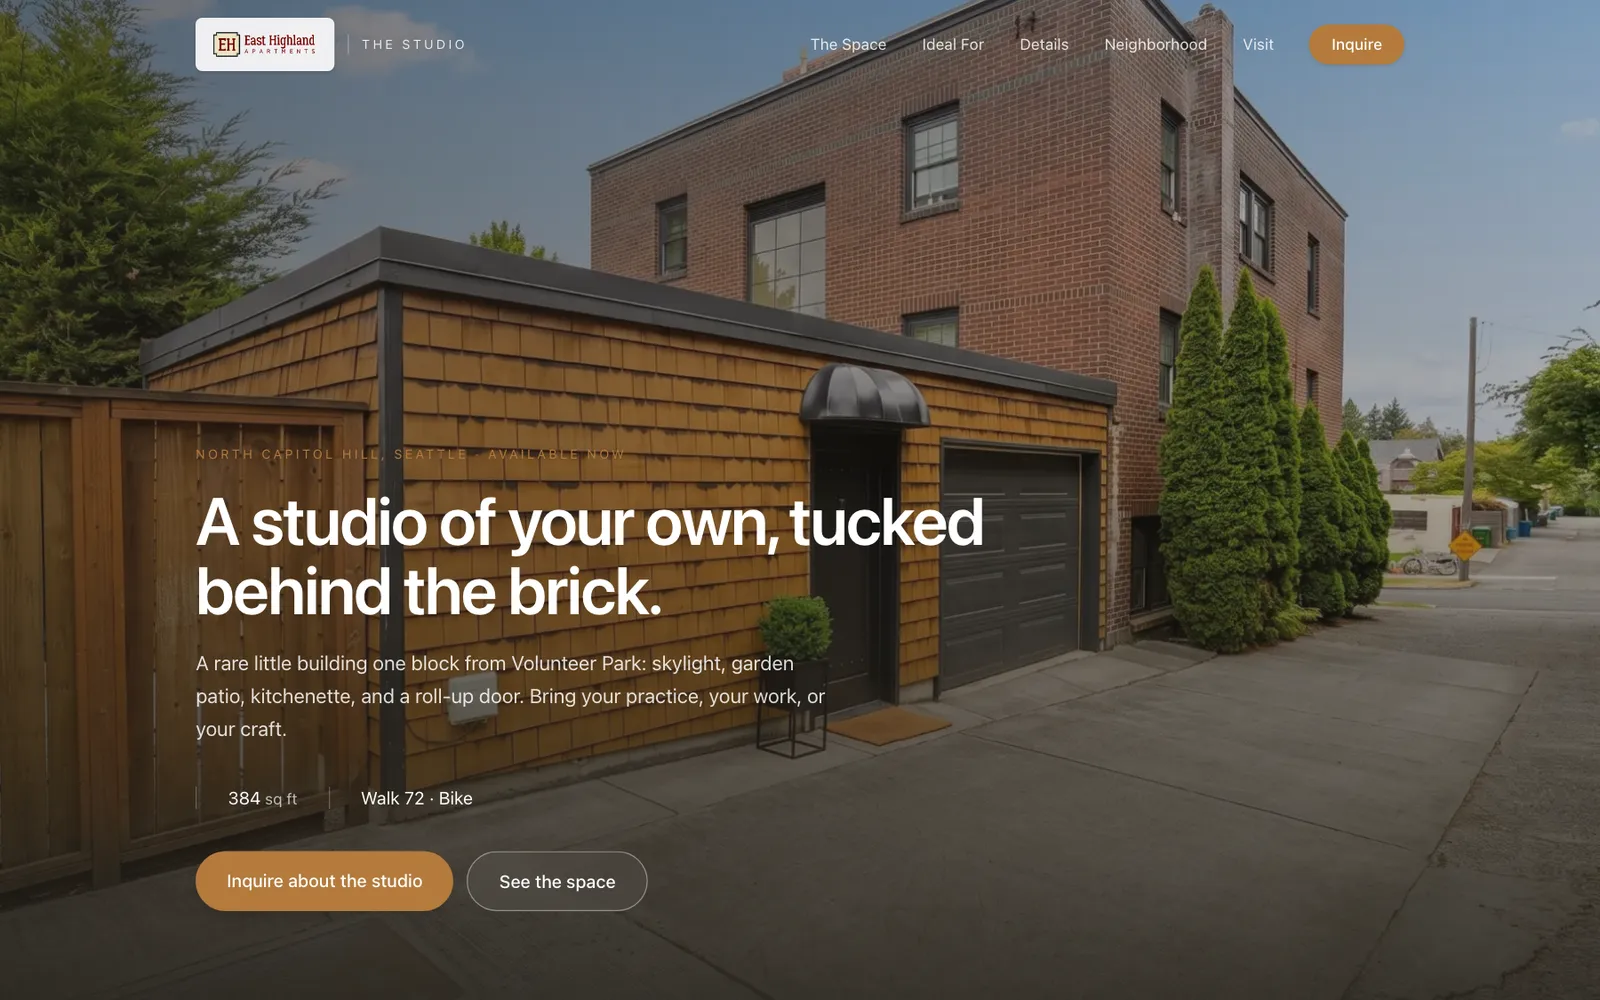 EH East Highland
APARTMENTS
THE STUDIO
The Space
Ideal For
Details
Neighborhood
Visit
Inquire
NORTH CAPITOL HILL, SEATTLE · AVAILABLE NOW
A studio of your own, tucked
behind the brick.
A rare little building one block from Volunteer Park: skylight, garden
patio, kitchenette, and a roll-up door. Bring your practice, your work, or
your craft.
384 sq ft
Walk 72 · Bike
Inquire about the studio
See the space